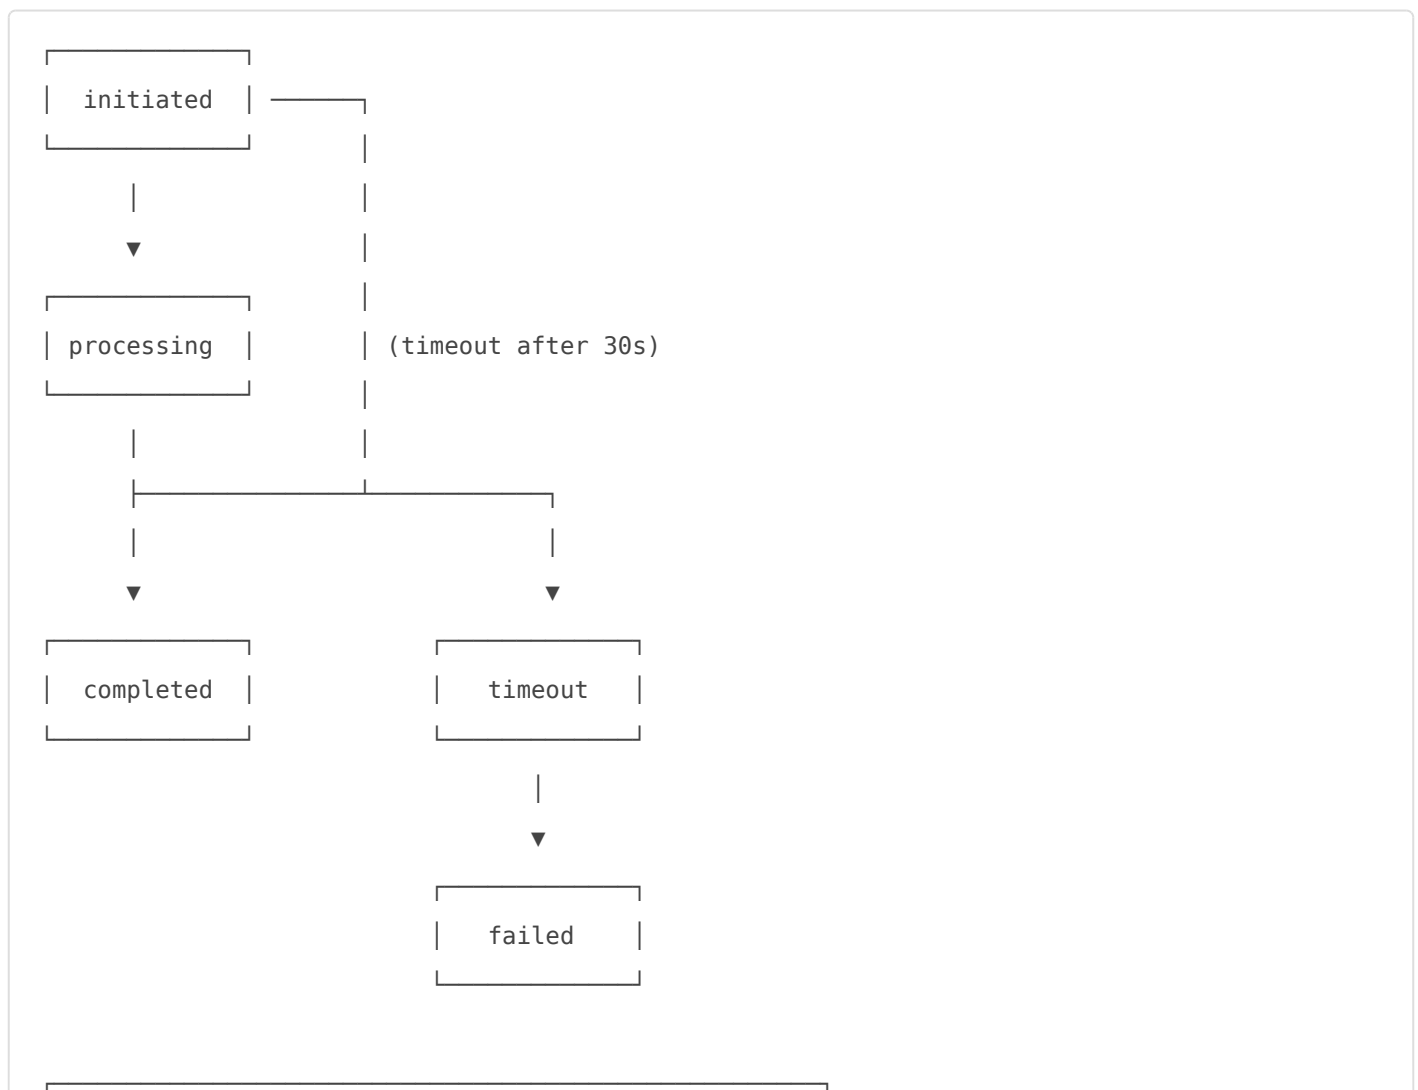 initiated
processing
(timeout after 30s)
completed
timeout
failed